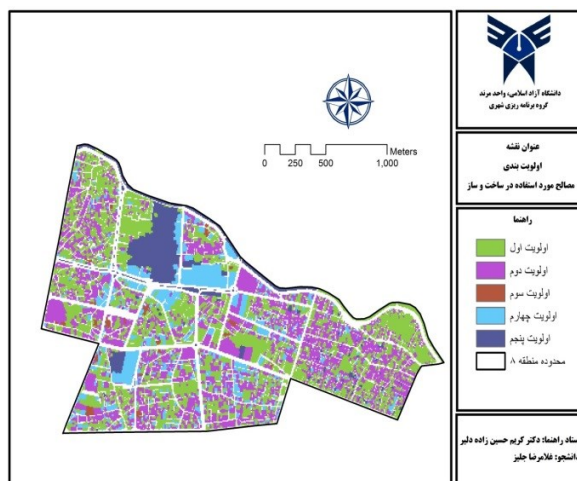 دانشگاه آزاد اسلامی، واحد مرند
گروه برنامه ریزی شهری
عنوان نقشه
اولویت بندی
مصالح مورد استفاده در ساخت و ساز
راهنما
اولویت اول
اولویت دوم
اولویت سوم
اولویت چهارم
اولویت پنجم
محدوده منطقه ۸
ستاد راهنما: دکتر کریم حسین زاده دلیر
دانشجو: غلامرضا جلیز
Meters
0 250 500 1,000